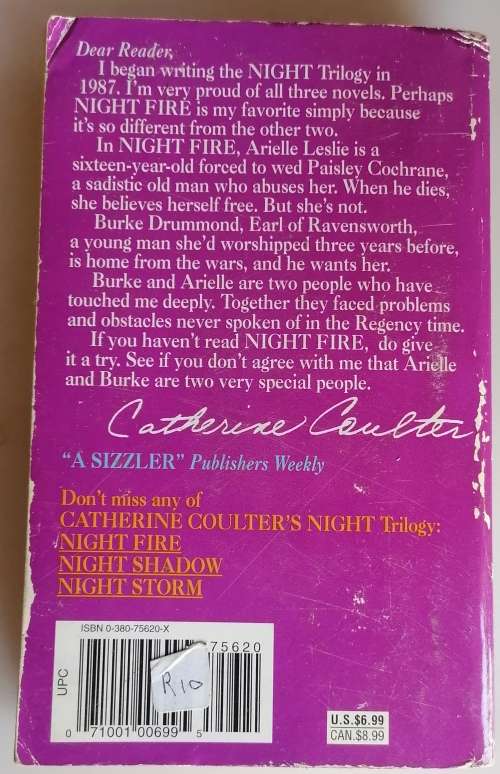 Dear Reader,
I began writing the NIGHT Trilogy in
1987. I'm very proud of all three novels. Perhaps
NIGHT FIRE is my favorite simply because
it's so different from the other two.
In NIGHT FIRE, Arielle Leslie is a
sixteen-year-old forced to wed Paisley Cochrane,
a sadistic old man who abuses her. When he dies,
she believes herself free. But she's not.
Burke Drummond, Earl of Ravensworth,
a young man she'd worshipped three years before,
is home from the wars, and he wants her.
Burke and Arielle are two people who have
touched me deeply. Together they faced problems
and obstacles never spoken of in the Regency time.
If you haven't read NIGHT FIRE, do give
it a try. See if you don't agree with me that Arielle
and Burke are two very special people.
Catherine Coulter
"A SIZZLER" Publishers Weekly
Don't miss any of
CATHERINE COULTER'S NIGHT Trilogy:
NIGHT FIRE
NIGHT SHADOW
NIGHT STORM
ISBN 0-380-75620-X
75620
UPC
R10
0 71001 00699 5
U.S.$6.99
CAN.$8.99